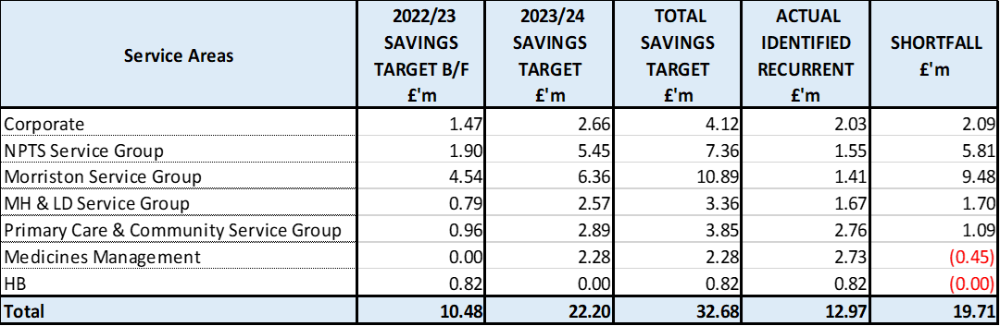 Service Areas | 2022/23 SAVINGS TARGET B/F £'m | 2023/24 SAVINGS TARGET £'m | TOTAL SAVINGS TARGET £'m | ACTUAL IDENTIFIED RECURRENT £'m | SHORTFALL £'m
Corporate | 1.47 | 2.66 | 4.12 | 2.03 | 2.09
NPTS Service Group | 1.90 | 5.45 | 7.36 | 1.55 | 5.81
Morriston Service Group | 4.54 | 6.36 | 10.89 | 1.41 | 9.48
MH & LD Service Group | 0.79 | 2.57 | 3.36 | 1.67 | 1.70
Primary Care & Community Service Group | 0.96 | 2.89 | 3.85 | 2.76 | 1.09
Medicines Management | 0.00 | 2.28 | 2.28 | 2.73 | (0.45)
HB | 0.82 | 0.00 | 0.82 | 0.82 | (0.00)
Total | 10.48 | 22.20 | 32.68 | 12.97 | 19.71